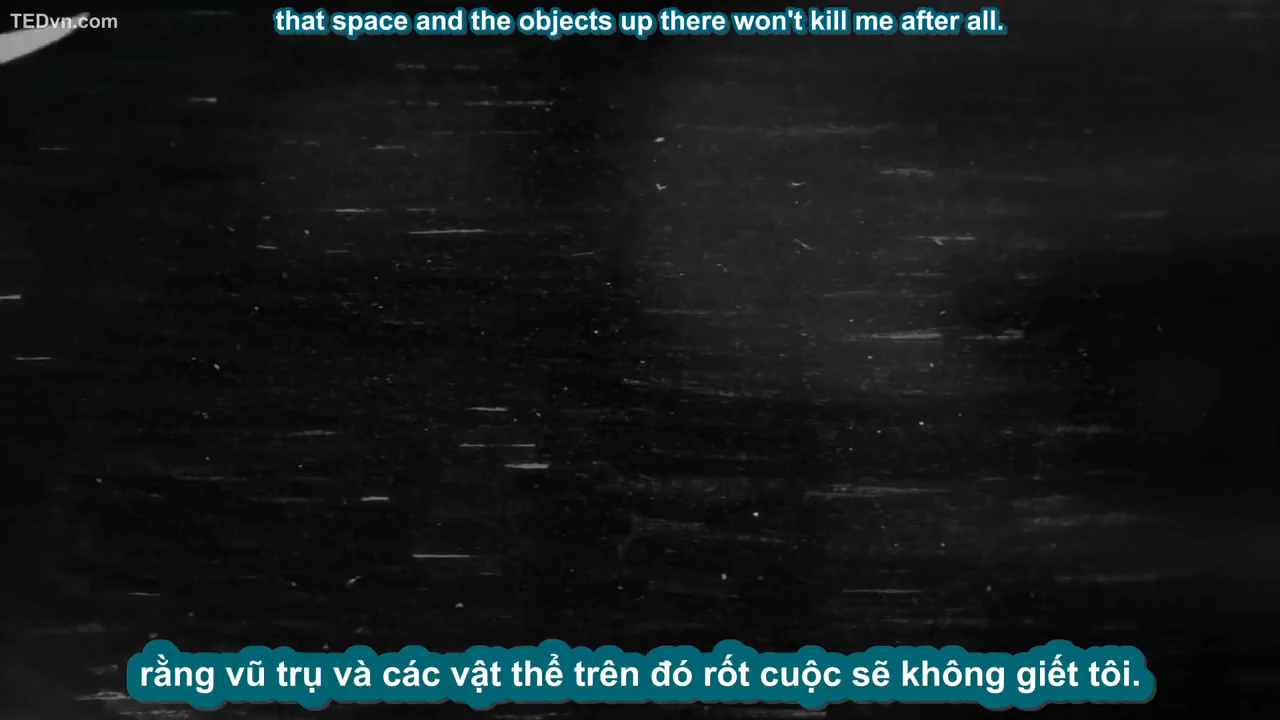 TEDvn.com
that space and the objects up there won't kill me after all.
rằng vũ trụ và các vật thể trên đó rốt cuộc sẽ không giết tôi.